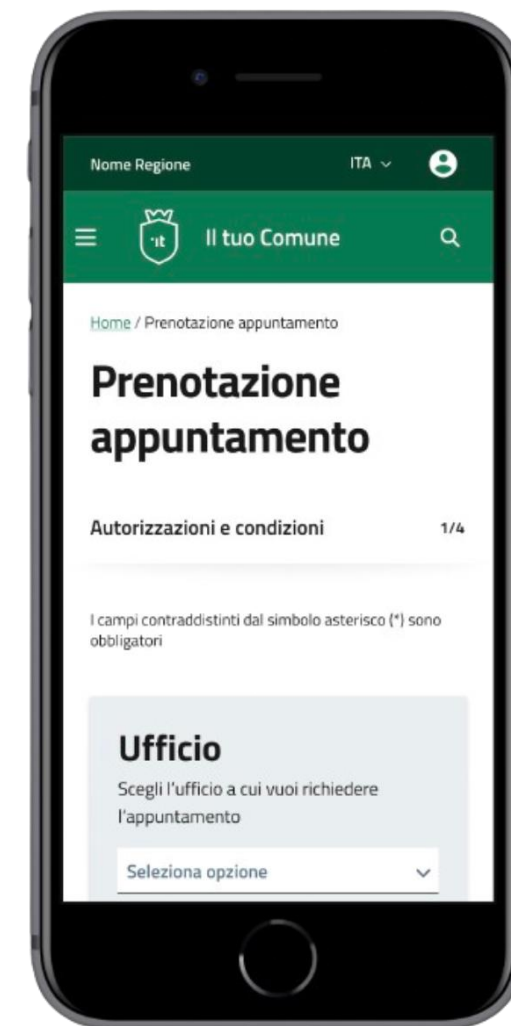 Nome Regione
ITA
.it
Il tuo Comune
Home / Prenotazione appuntamento
Prenotazione
appuntamento
Autorizzazioni e condizioni
1/4
I campi contraddistinti dal simbolo asterisco (*) sono
obbligatori
Ufficio
Scegli l'ufficio a cui vuoi richiedere
l'appuntamento
Seleziona opzione